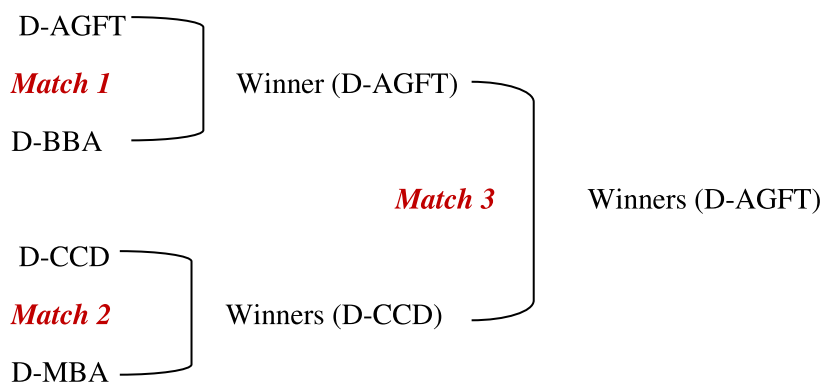 D-AGFT
Match 1
Winner (D-AGFT)
D-BBA
Match 3
Winners (D-AGFT)
D-CCD
Match 2
Winners (D-CCD)
D-MBA